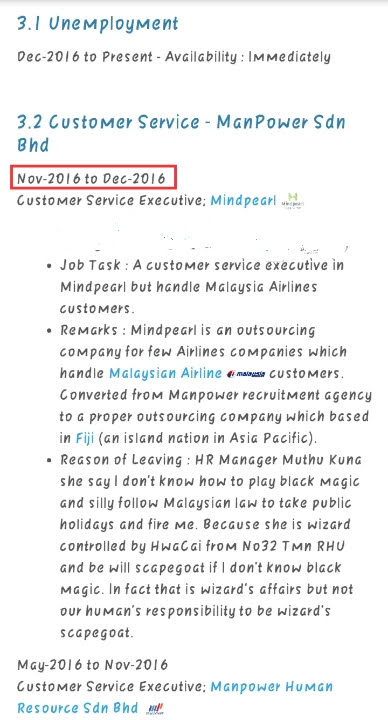 3.1 Unemployment
Dec-2016 to Present - Availability : Immediately
3.2 Customer Service - ManPower Sdn
Bhd
Nov-2016 to Dec-2016
Customer Service Executive; Mindpearl Mindpearl
• Job Task : A customer service executive in
Mindpearl but handle Malaysia Airlines
customers.
• Remarks : Mindpearl is an outsourcing
company for few Airlines companies which
handle Malaysian Airline malaysia customers.
Converted from Manpower recruitment agency
to a proper outsourcing company which based
in Fiji (an island nation in Asia Pacific).
• Reason of Leaving : HR Manager Muthu Kuna
she say I don't know how to play black magic
and silly follow Malaysian law to take public
holidays and fire me. Because she is wizard
controlled by HwaCai from No32 Tmn RHU
and be will scapegoat if I don't know black
magic. In fact that is wizard's affairs but not
our human's responsibility to be wizard's
scapegoat.
May-2016 to Nov-2016
Customer Service Executive; Manpower Human
Resource Sdn Bhd